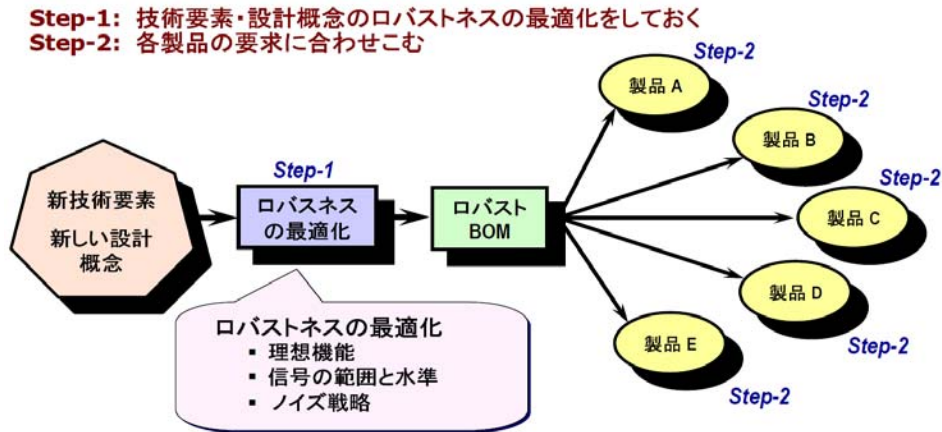 Step-1: 技術要素・設計概念のロバストネスの最適化をしておく
Step-2: 各製品の要求に合わせこむ
Step-2
製品 A
Step-2
製品 B
Step-1
Step-2
新技術要素
新しい設計
概念
ロバスネス
の最適化
ロバスト
BOM
製品 C
製品 D
Step-2
製品 E
Step-2
ロバストネスの最適化
▪ 理想機能
▪ 信号の範囲と水準
▪ ノイズ戦略